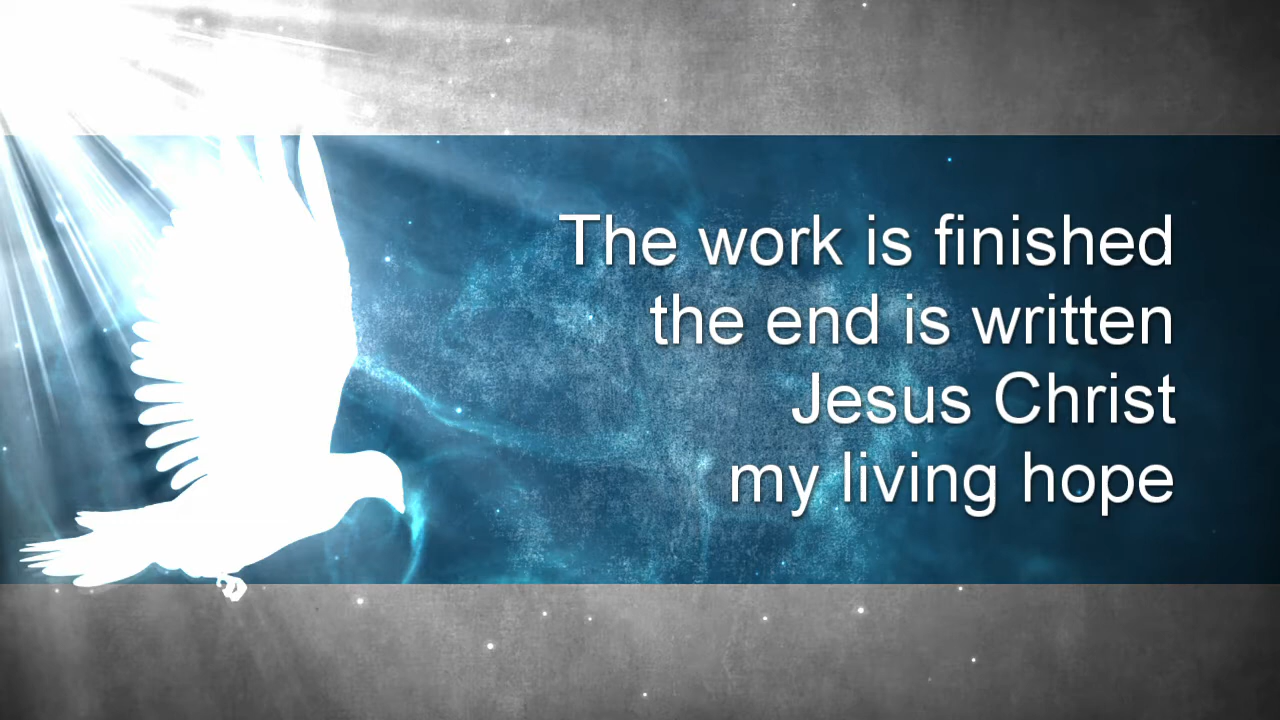 The work is finished
the end is written
Jesus Christ
my living hope